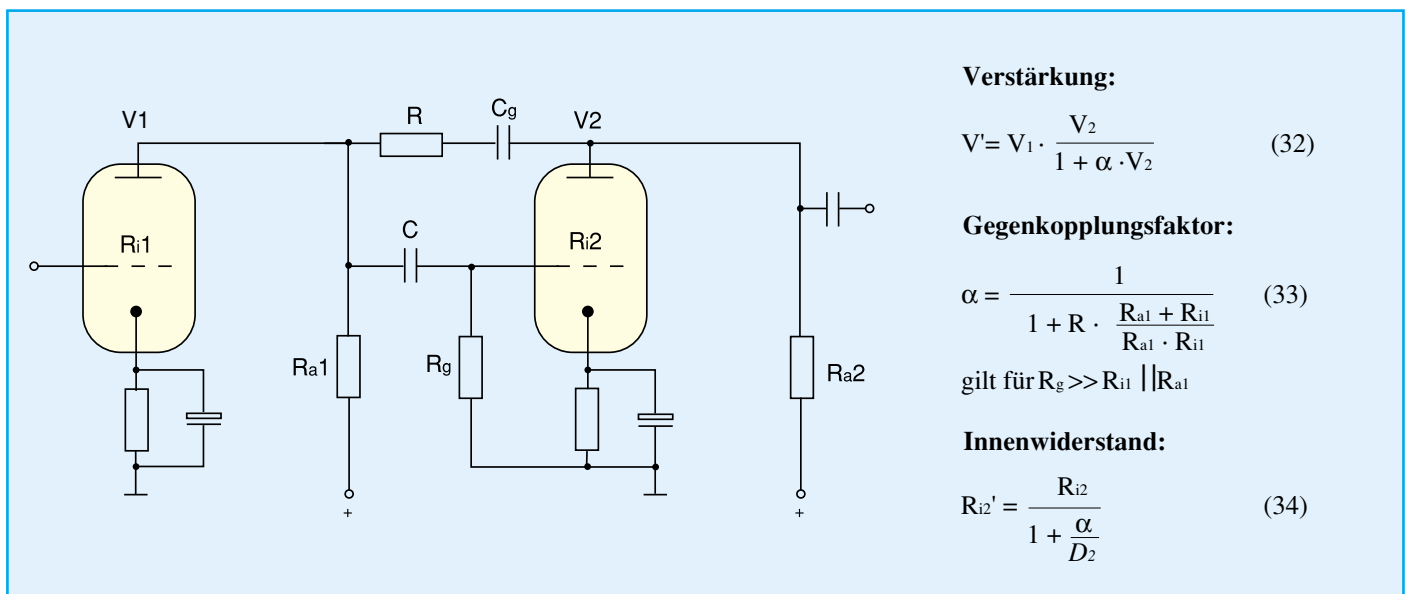 V1
R
Cg
V2
Ri1
C
Ri2
Ra1
Rg
Ra2
+
+
Verstärkung:
V'= V1 · V2 / 1 + α ·V2 (32)
Gegenkopplungsfaktor:
α = 1 / 1 + R · Ra1 + Ri1 / Ra1 · Ri1 (33)
gilt für Rg >> Ri1 ||Ra1
Innenwiderstand:
Ri2' = Ri2 / 1 + α / D2 (34)